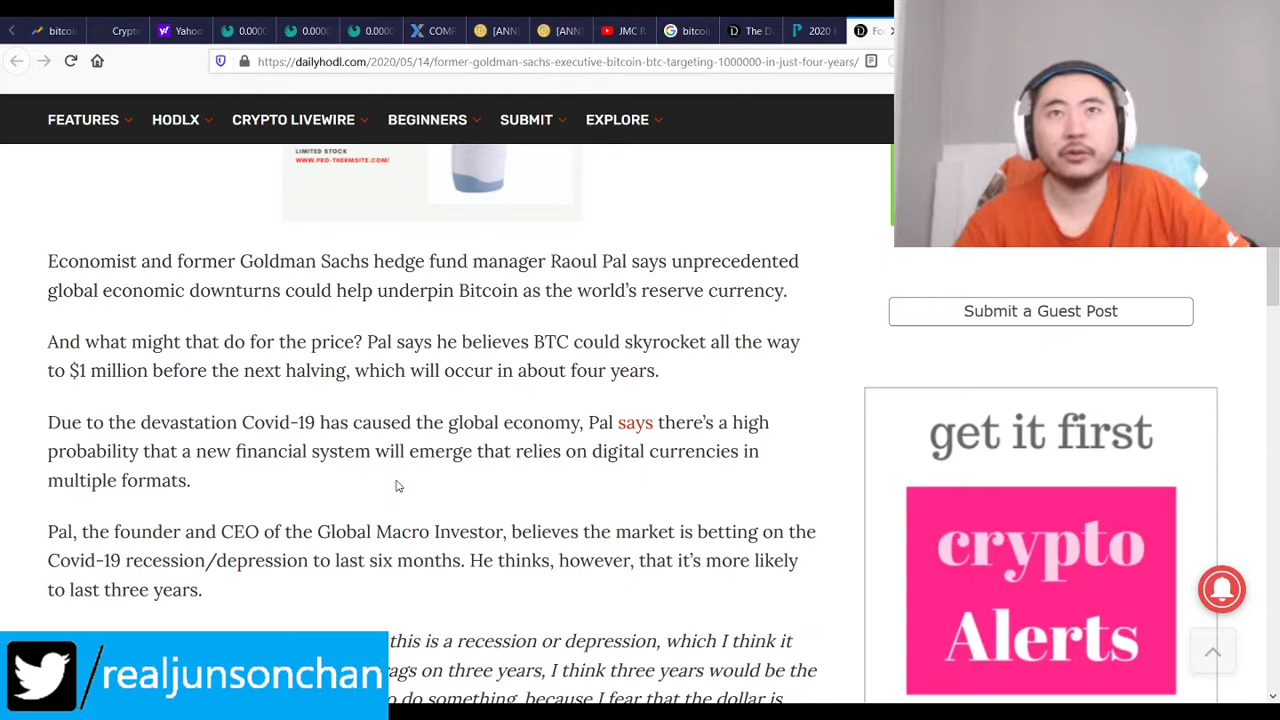 bitcoin
Crypto
Yahoo
0.0000
0.0000
0.0000
COMP
[ANN]
[ANN]
JMC R
bitcoin
The D
2020 E
https://dailyhodl.com/2020/05/14/former-goldman-sachs-executive-bitcoin-btc-targeting-1000000-in-just-four-years/
FEATURES
HODLX
CRYPTO LIVEWIRE
BEGINNERS
SUBMIT
EXPLORE
LIMITED STOCK
WWW.PRO-THERMSITE.COM
Economist and former Goldman Sachs hedge fund manager Raoul Pal says unprecedented
global economic downturns could help underpin Bitcoin as the world's reserve currency.
And what might that do for the price? Pal says he believes BTC could skyrocket all the way
to $1 million before the next halving, which will occur in about four years.
Due to the devastation Covid-19 has caused the global economy, Pal says there's a high
probability that a new financial system will emerge that relies on digital currencies in
multiple formats.
Pal, the founder and CEO of the Global Macro Investor, believes the market is betting on the
Covid-19 recession/depression to last six months. He thinks, however, that it's more likely
to last three years.
this is a recession or depression, which I think it
ags on three years, I think three years would be the
o do something, because I fear that the dollar is
Submit a Guest Post
get it first
crypto
Alerts
/realjunsonchan